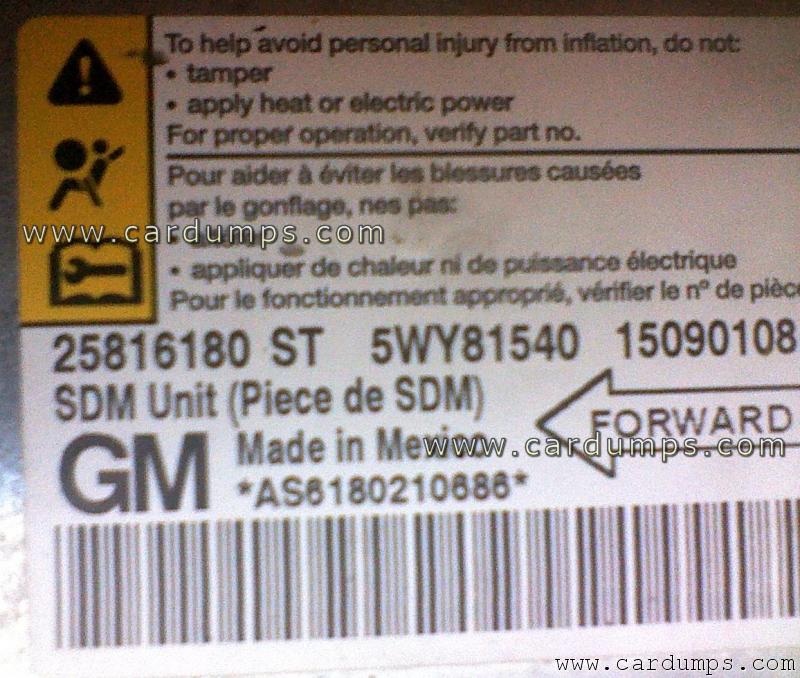 To help avoid personal injury from inflation, do not:
• tamper
• apply heat or electric power
For proper operation, verify part no.
Pour aider à éviter les blessures causées
par le gonflage, nes pas:
www.cardumps.com
• appliquer de chaleur ni de puissance électrique
Pour le fonctionnement approprié, vérifier le nº de pièce
25816180 ST 5WY81540 15090108
SDM Unit (Piece de SDM)
FORWARD
GM Made in Mexico
www.cardumps.com
*AS6180210686*
www.cardumps.com